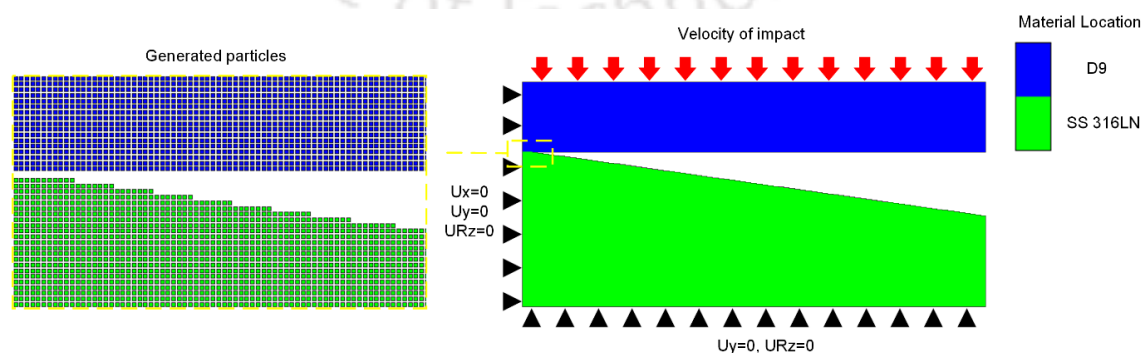 Generated particles
Velocity of impact
Material Location
D9
SS 316LN
Ux=0
Uy=0
URz=0
Uy=0, URz=0